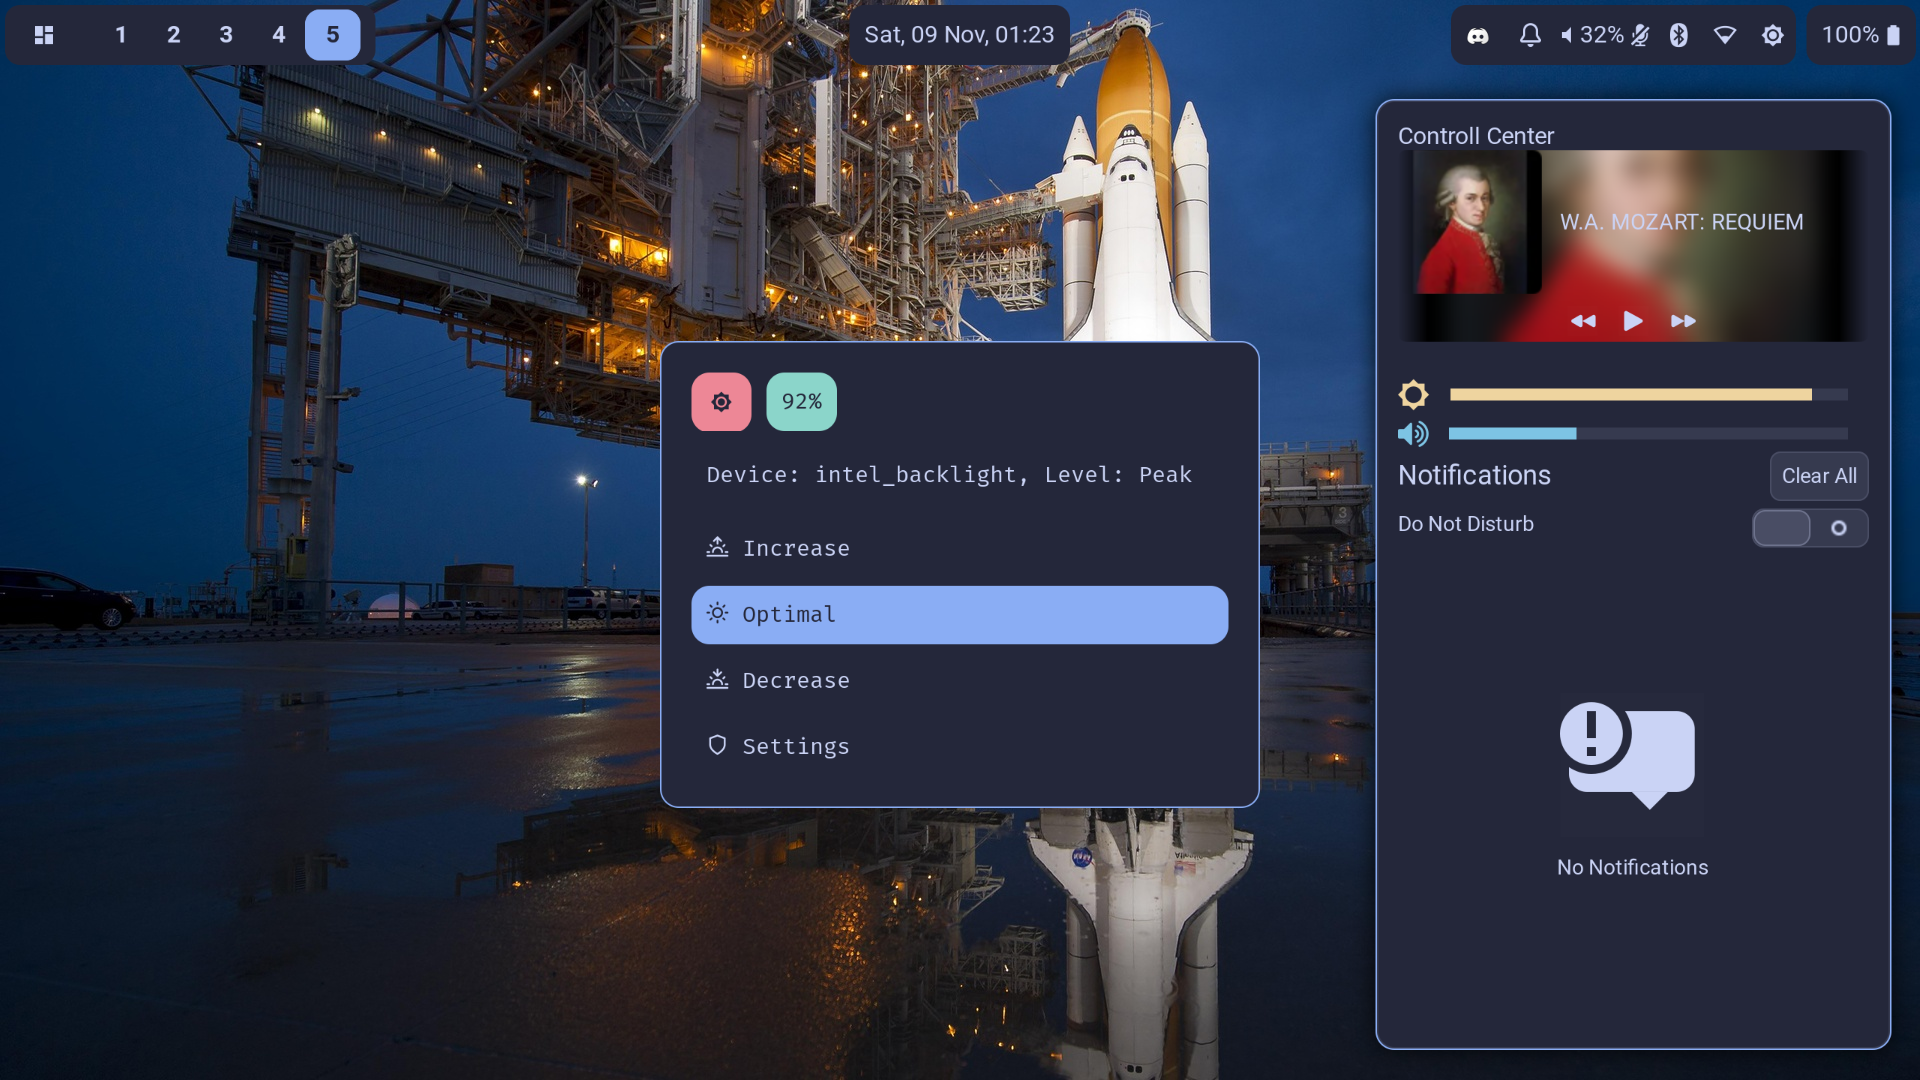 1 2 3 4 5
Sat, 09 Nov, 01:23
32%
100%
Controll Center
W.A. MOZART: REQUIEM
92%
Device: intel_backlight, Level: Peak
Increase
Optimal
Decrease
Settings
Notifications
Clear All
Do Not Disturb
No Notifications
3